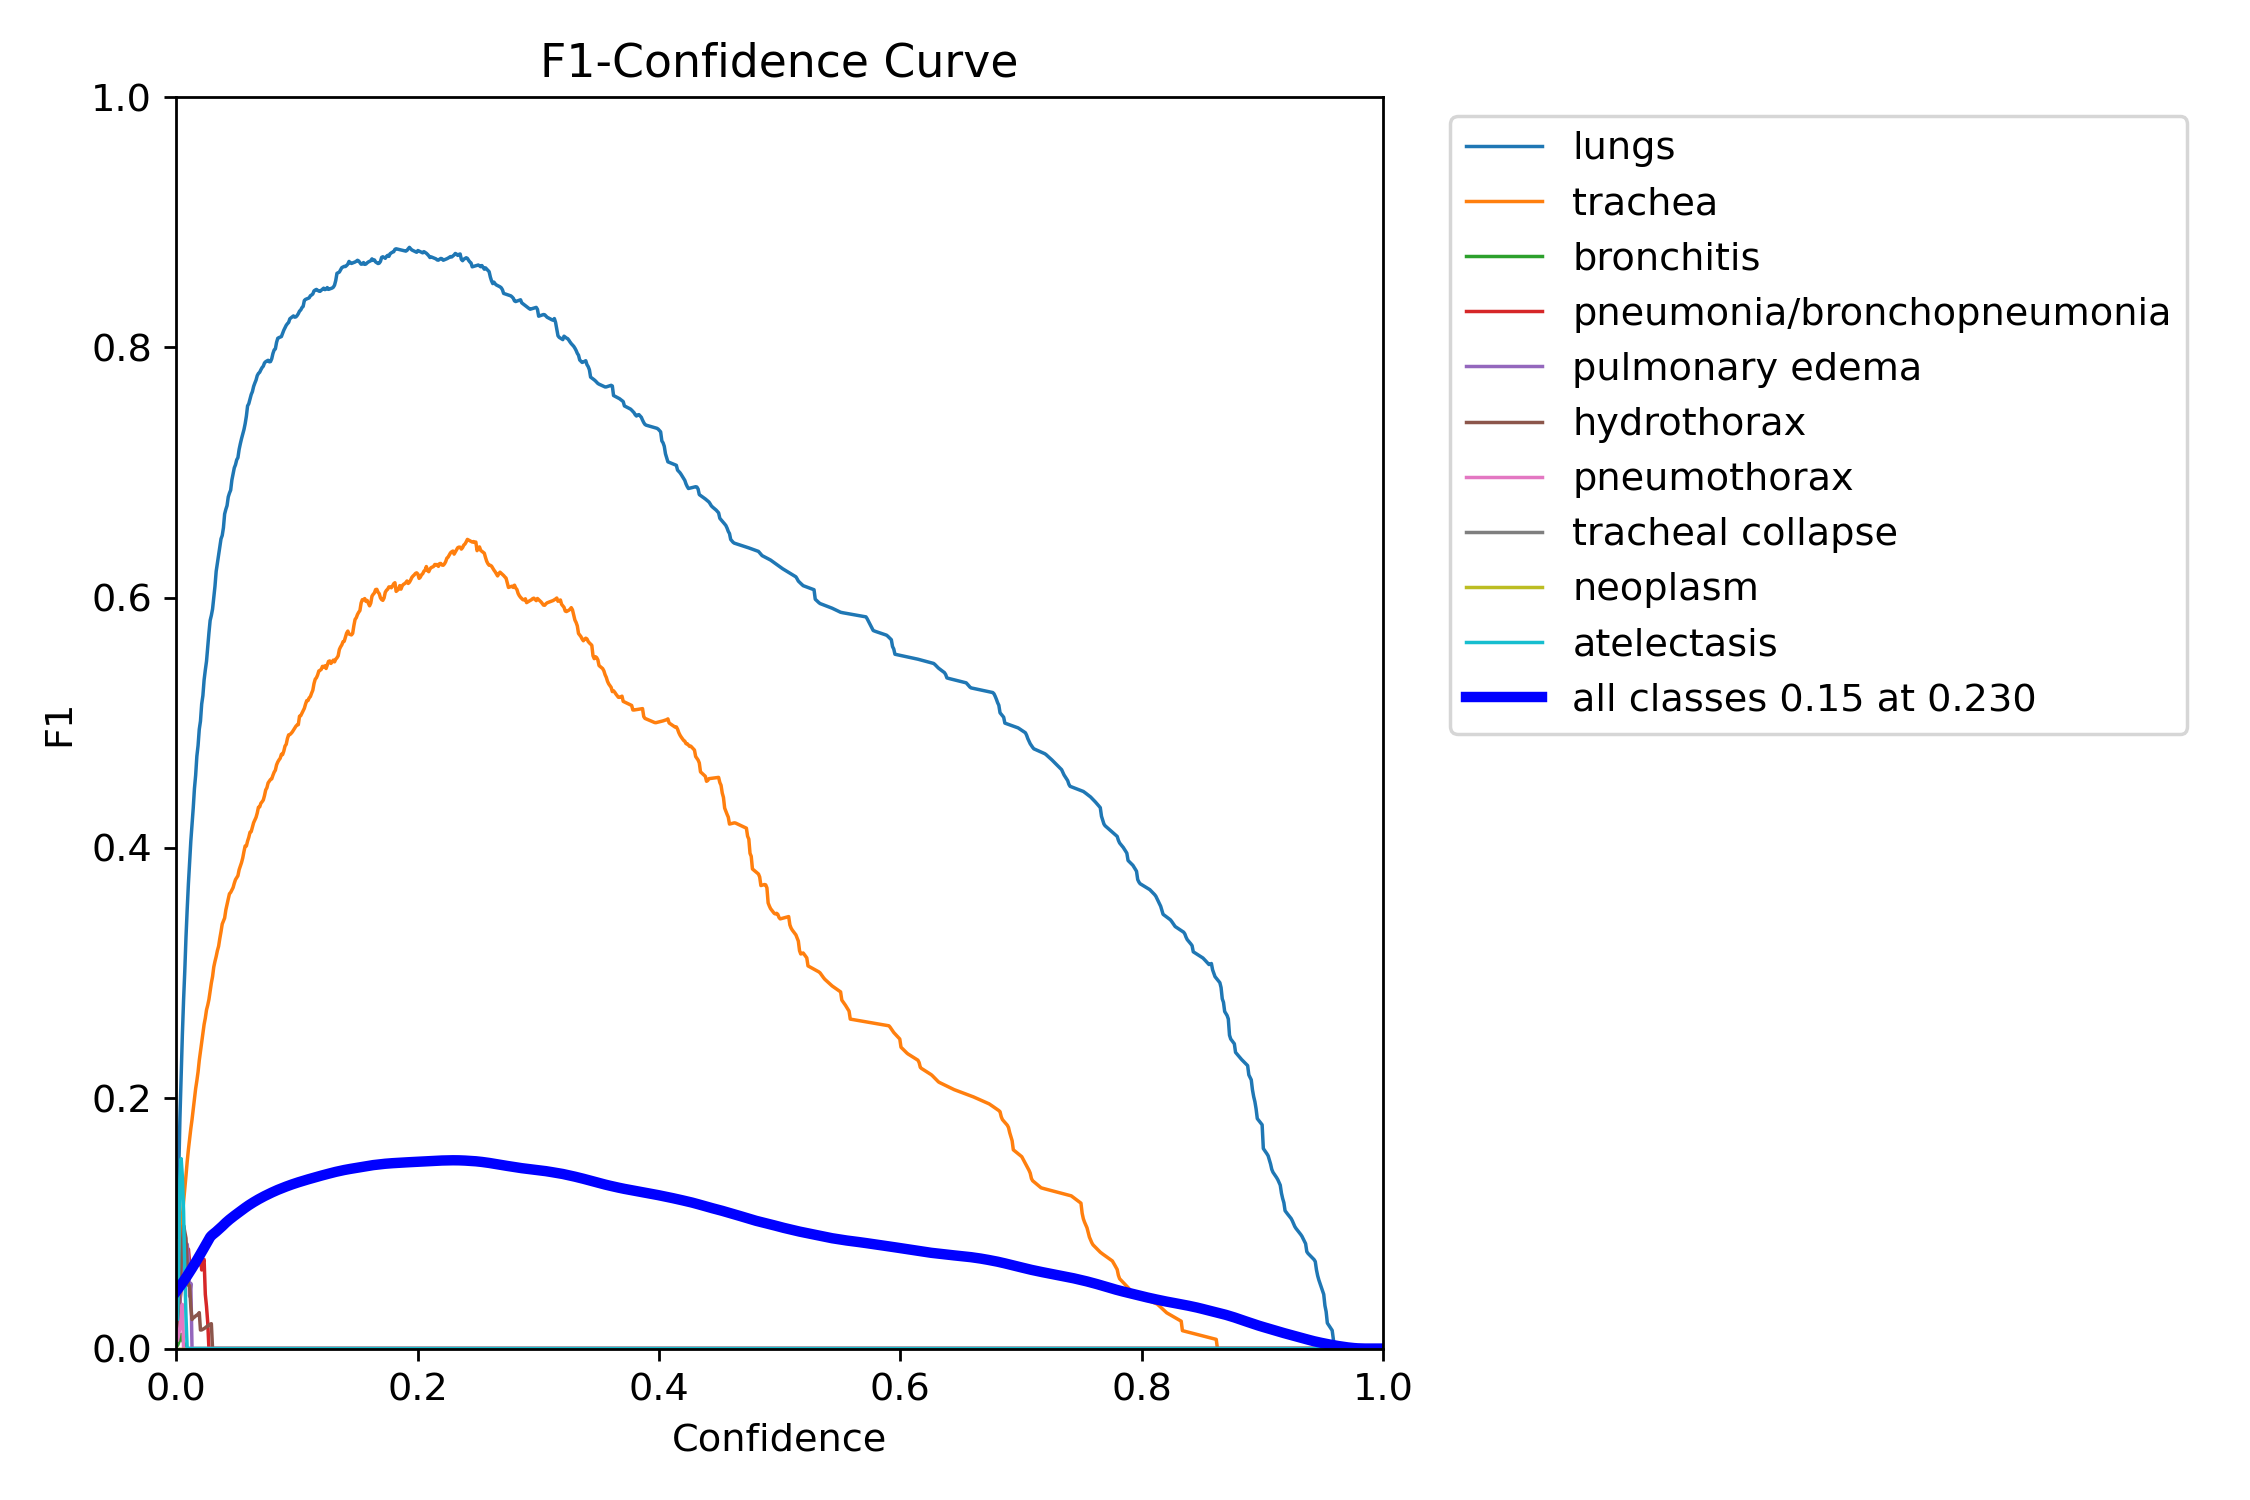 F1-Confidence Curve
1.0
0.8
0.6
0.4
0.2
0.0
F1
0.0 0.2 0.4 0.6 0.8 1.0
Confidence
lungs
trachea
bronchitis
pneumonia/bronchopneumonia
pulmonary edema
hydrothorax
pneumothorax
tracheal collapse
neoplasm
atelectasis
all classes 0.15 at 0.230